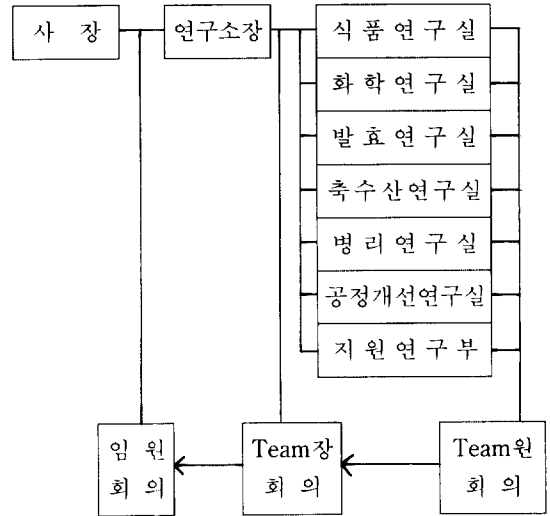 사 장
연구소장
식 품 연 구 실
화 학 연 구 실
발 효 연 구 실
축수산연구실
병 리 연 구 실
공정개선연구실
지 원 연 구 부
임 원
회 의
Team장
회 의
Team원
회 의